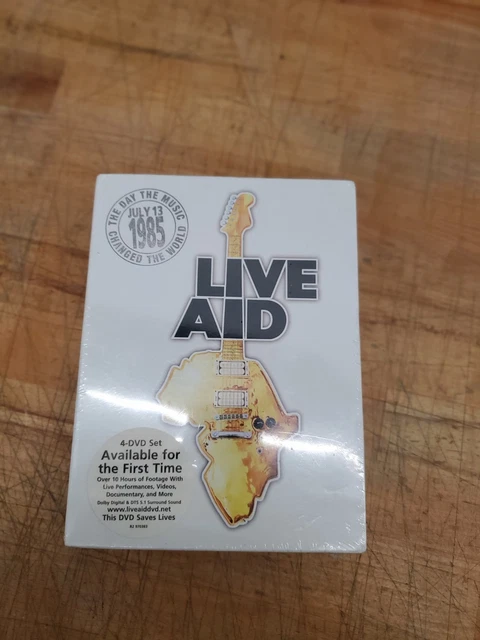 THE DAY THE MUSIC
JULY 13
1985
CHANGED THE WORLD
LIVE
AID
4-DVD Set
Available for
the First Time
Over 10 Hours of Footage With
Live Performances, Videos,
Documentary, and More
Dolby Digital & DTS 5.1 Surround Sound
www.liveaiddvd.net
This DVD Saves Lives